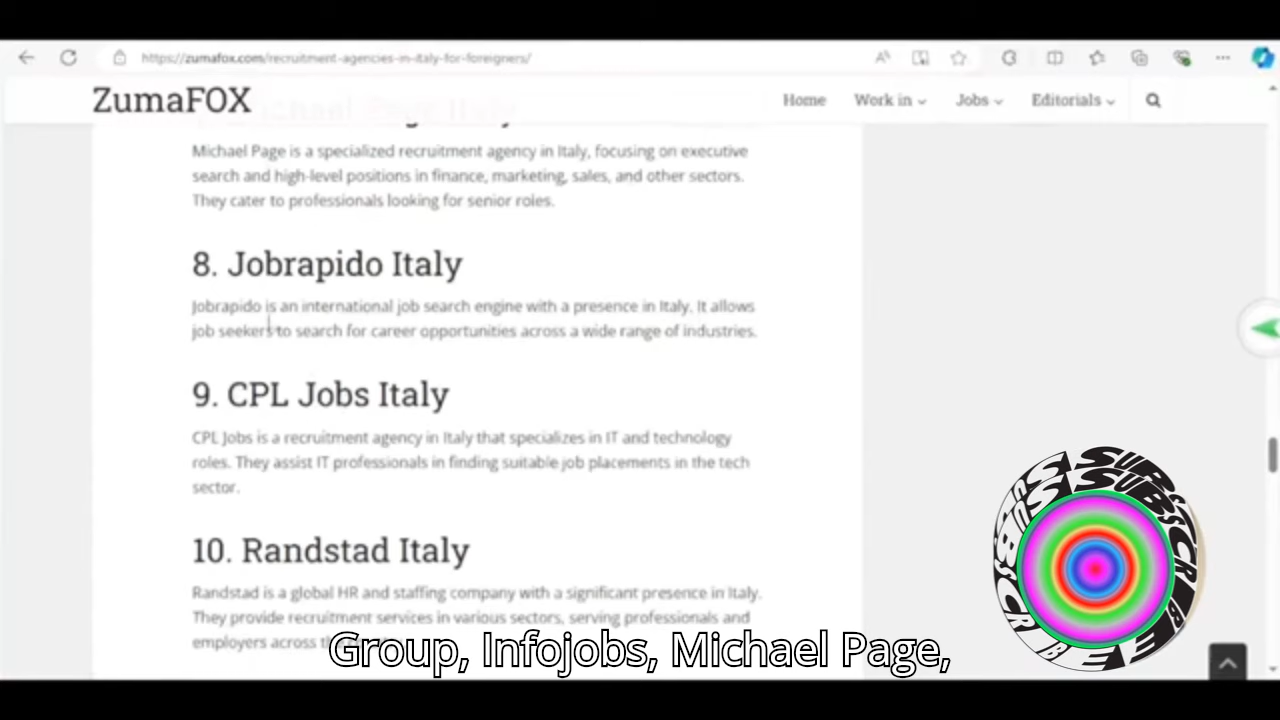 https://zumafox.com/recruitment-agencies-in-italy-for-foreigners/
ZumaFOX
Home Work in Jobs Editorials
Michael Page Italy
Michael Page is a specialized recruitment agency in Italy, focusing on executive
search and high-level positions in finance, marketing, sales, and other sectors.
They cater to professionals looking for senior roles.
8. Jobrapido Italy
Jobrapido is an international job search engine with a presence in Italy. It allows
job seekers to search for career opportunities across a wide range of industries.
9. CPL Jobs Italy
CPL Jobs is a recruitment agency in Italy that specializes in IT and technology
roles. They assist IT professionals in finding suitable job placements in the tech
sector.
10. Randstad Italy
Randstad is a global HR and staffing company with a significant presence in Italy.
They provide recruitment services in various sectors, serving professionals and
employers across
Group, Infojobs, Michael Page,
SUBSCRIBE
SUBSCRIBE